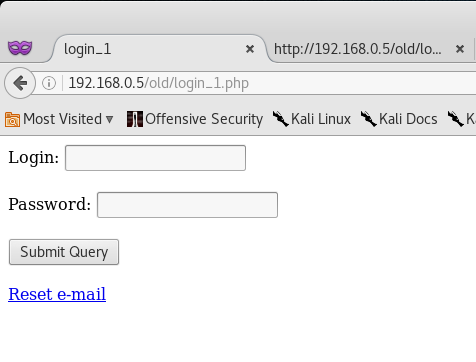 login_1
http://192.168.0.5/old/lo...
192.168.0.5/old/login_1.php
Most Visited Offensive Security Kali Linux Kali Docs
Login:
Password:
Submit Query
Reset e-mail